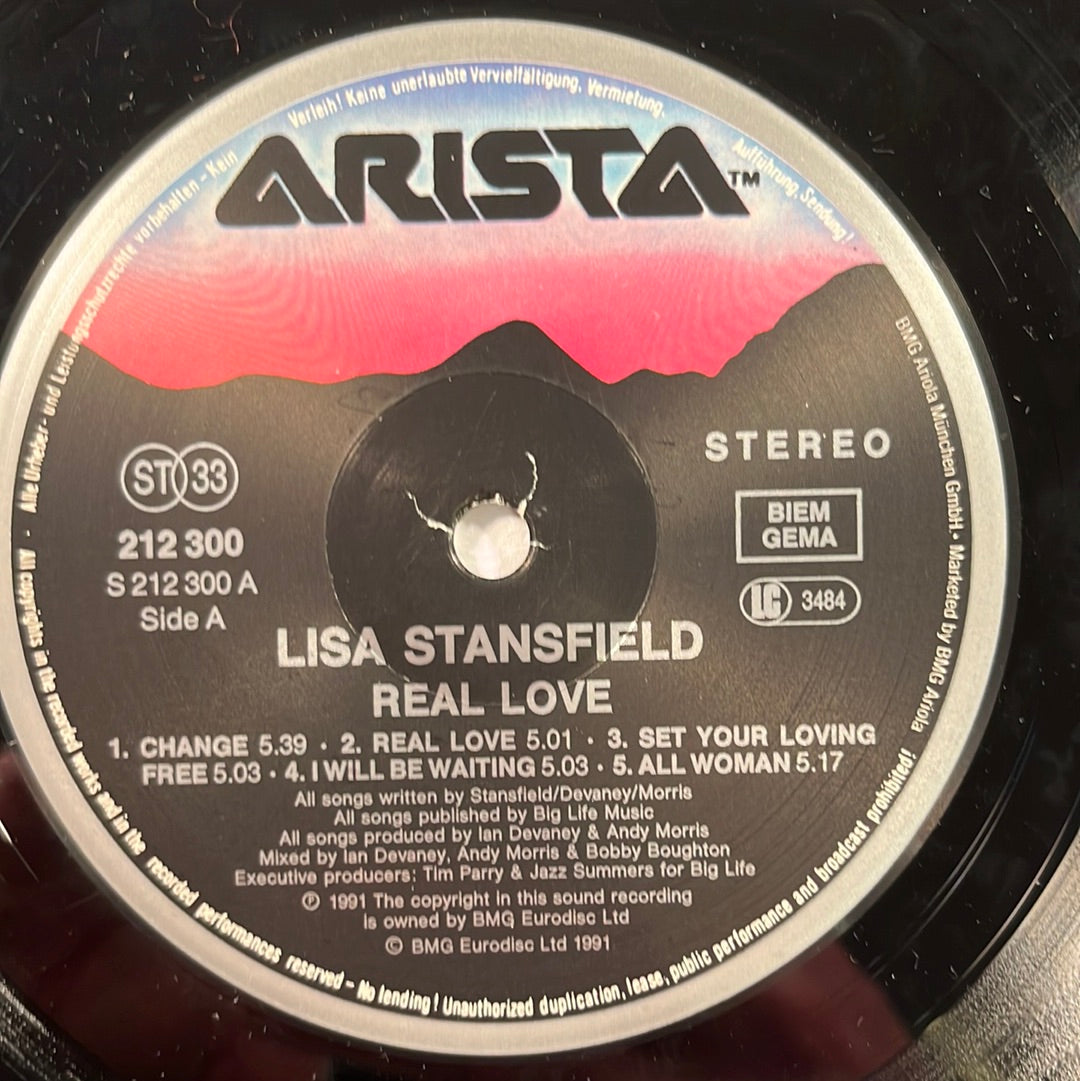 Alle Urheber- und Leistungsschutzrechte vorbehalten - Kein Verleih! Keine unerlaubte Vervielfältigung, Vermietung, Aufführung, Sendung!
ARISTA™
STEREO
ST 33
BIEM
GEMA
212 300
S 212 300 A
LC 3484
Side A
LISA STANSFIELD
REAL LOVE
1. CHANGE 5.39 · 2. REAL LOVE 5.01 · 3. SET YOUR LOVING
FREE 5.03 · 4. I WILL BE WAITING 5.03 · 5. ALL WOMAN 5.17
All songs written by Stansfield/Devaney/Morris
All songs published by Big Life Music
All songs produced by Ian Devaney & Andy Morris
Mixed by Ian Devaney, Andy Morris & Bobby Boughton
Executive producers: Tim Parry & Jazz Summers for Big Life
℗ 1991 The copyright in this sound recording
is owned by BMG Eurodisc Ltd
© BMG Eurodisc Ltd 1991
BMG Ariola München GmbH · Marketed by BMG Ariola
All copyrights in the recorded works and in the recorded performances reserved - No lending! Unauthorized duplication, lease, public performance and broadcast prohibited!